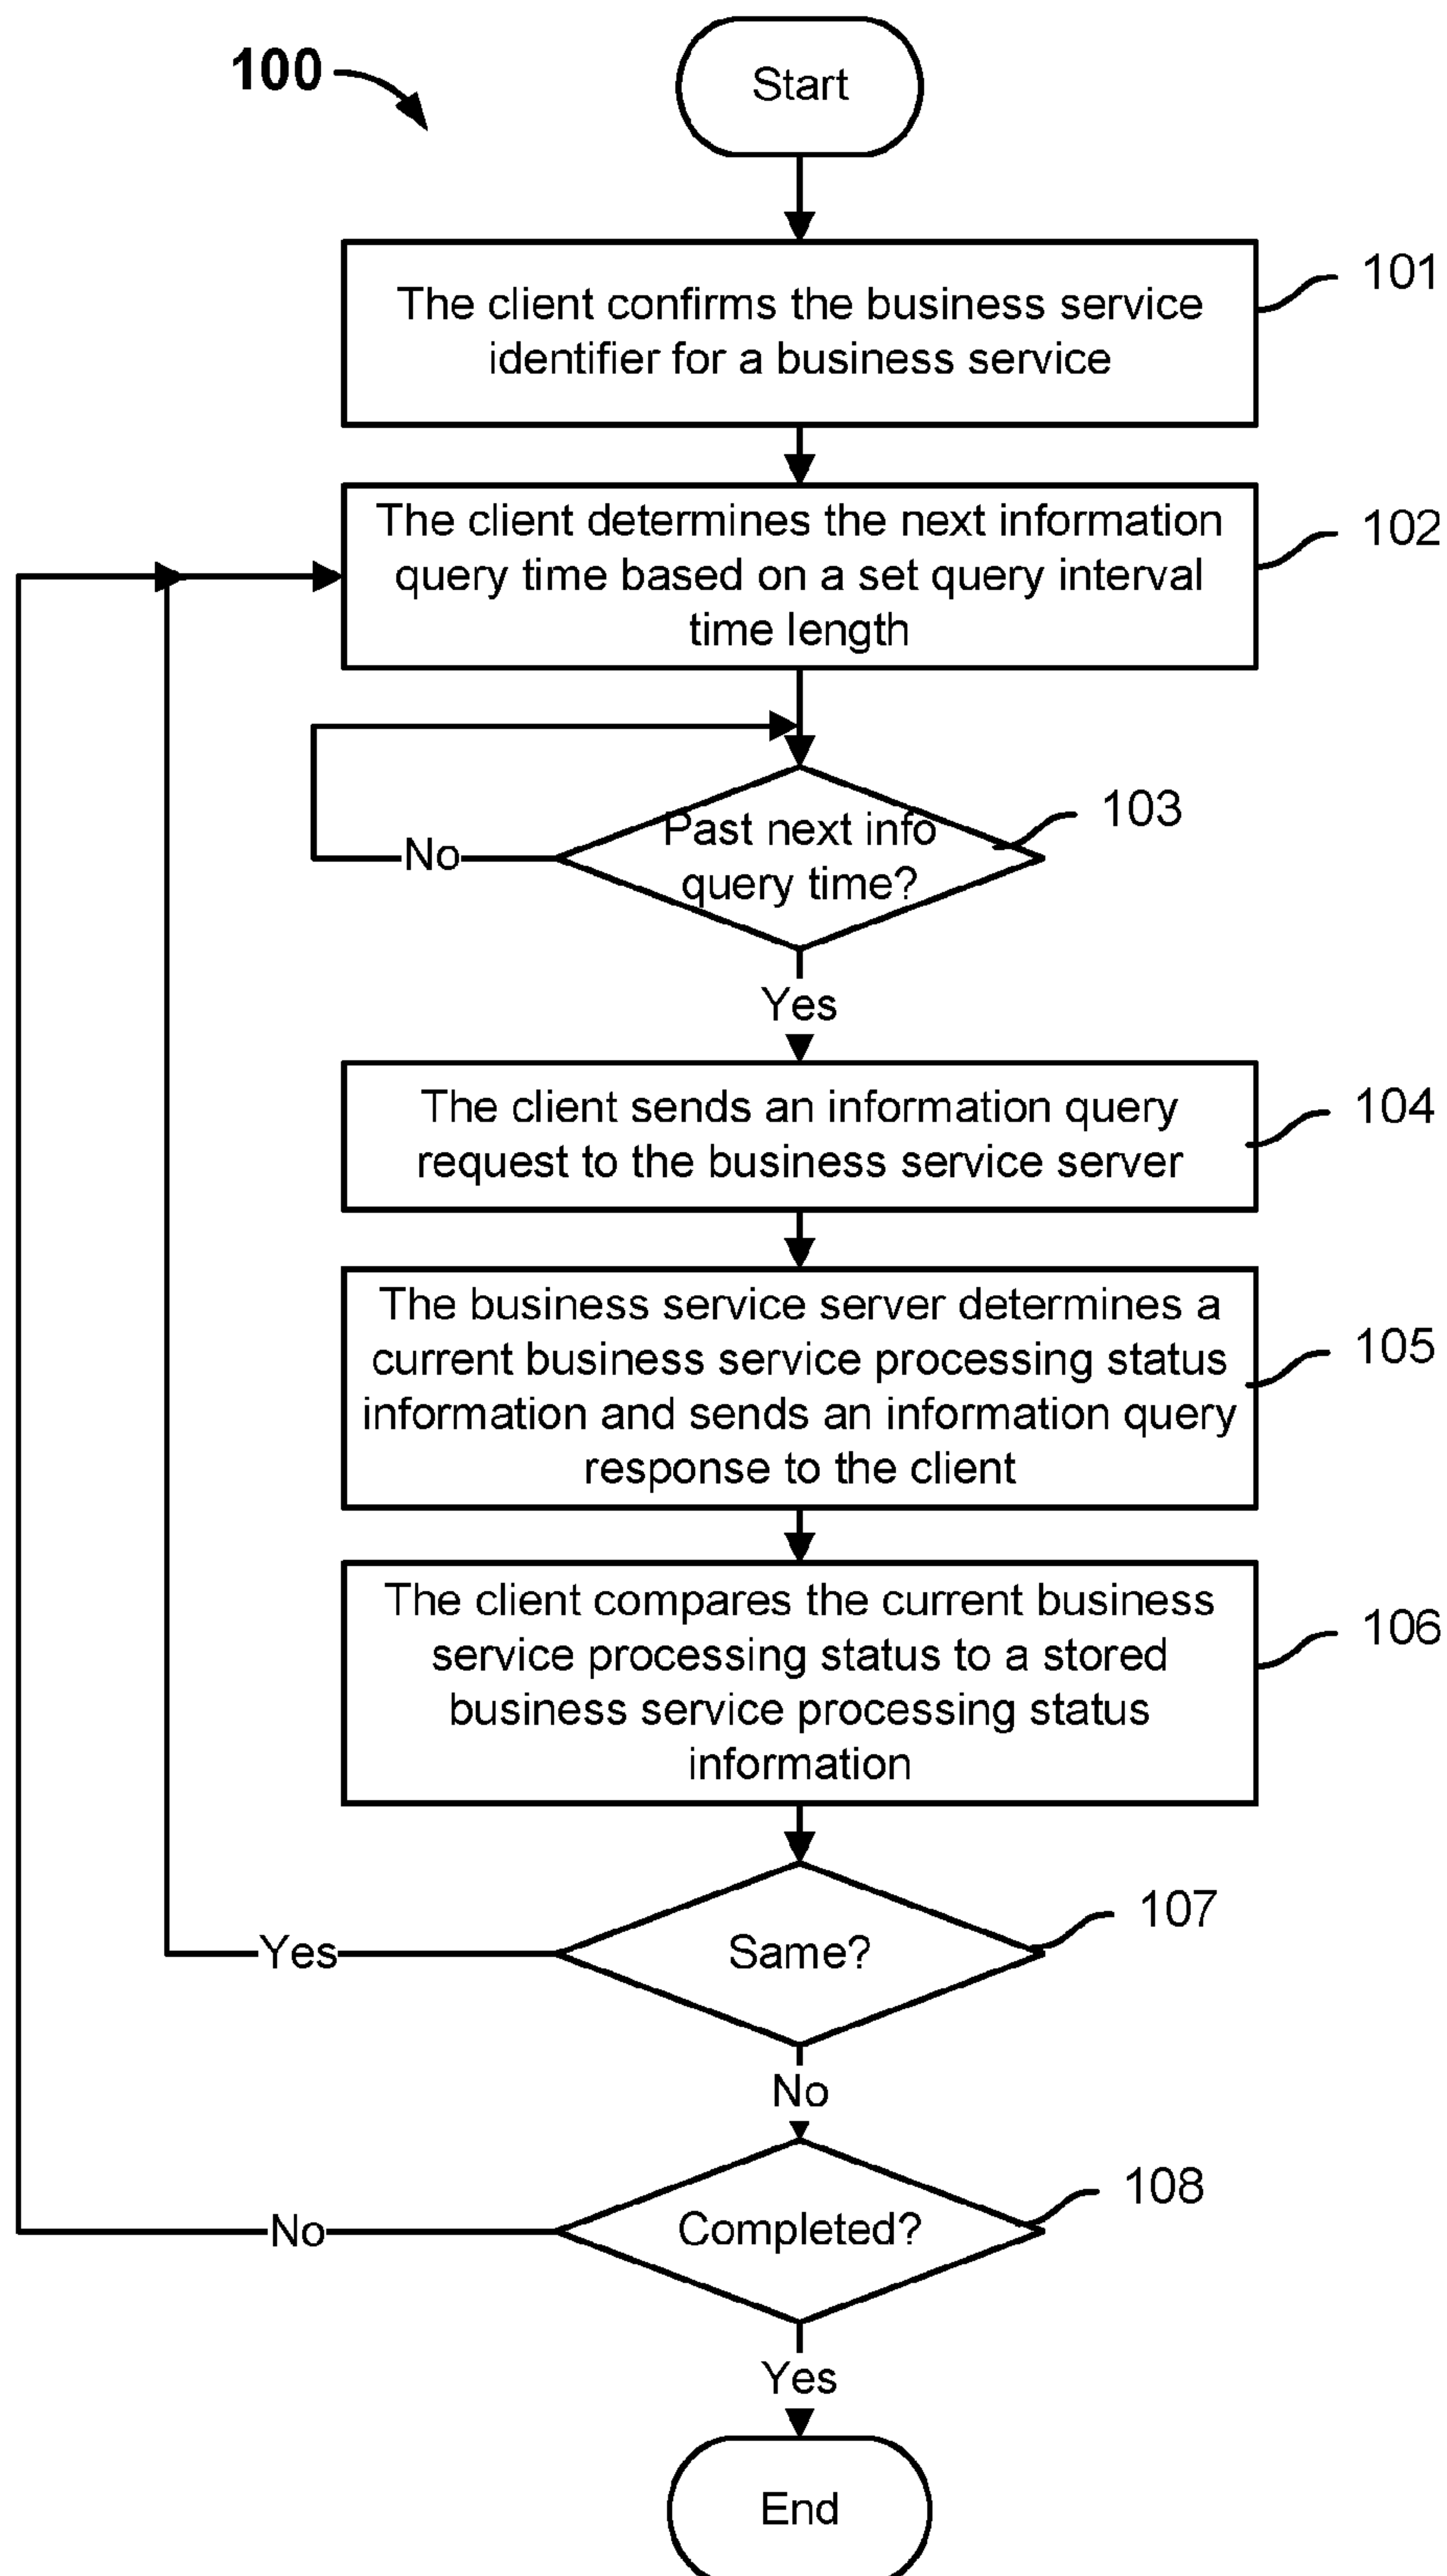 100
Start
101
The client confirms the business service
identifier for a business service
102
The client determines the next information
query time based on a set query interval
time length
103
Past next info
query time?
No
Yes
104
The client sends an information query
request to the business service server
105
The business service server determines a
current business service processing status
information and sends an information query
response to the client
106
The client compares the current business
service processing status to a stored
business service processing status
information
107
Same?
Yes
No
108
Completed?
No
Yes
End